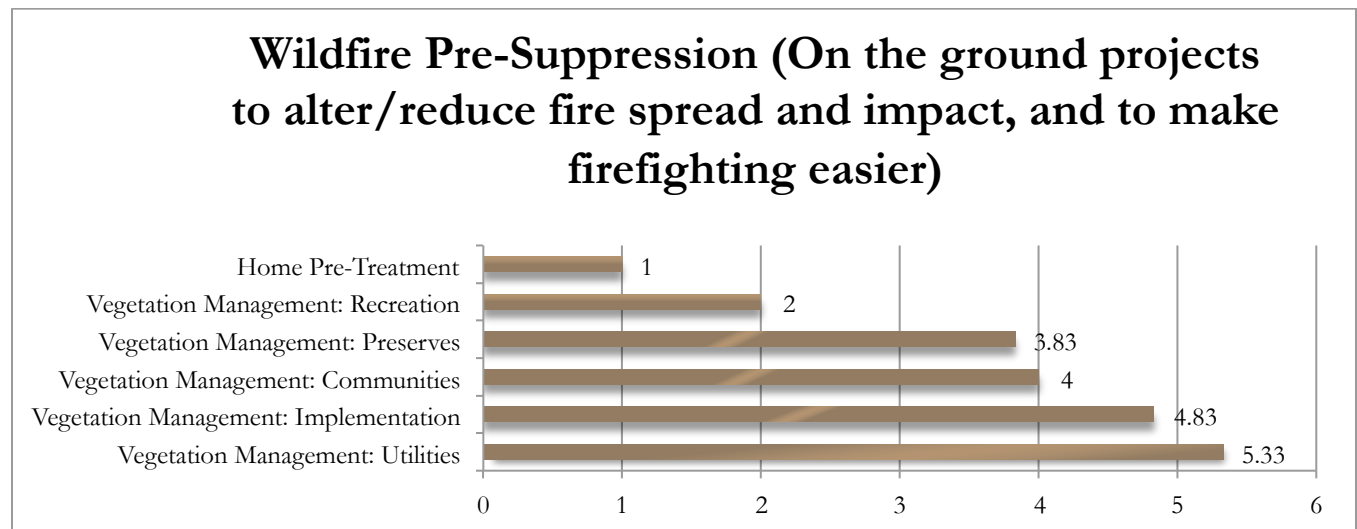 Wildfire Pre-Suppression (On the ground projects
to alter/reduce fire spread and impact, and to make
firefighting easier)
Home Pre-Treatment 1
Vegetation Management: Recreation 2
Vegetation Management: Preserves 3.83
Vegetation Management: Communities 4
Vegetation Management: Implementation 4.83
Vegetation Management: Utilities 5.33
0 1 2 3 4 5 6